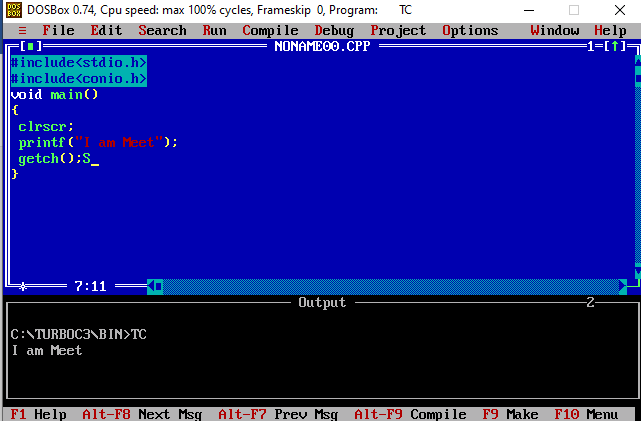 DOSBox 0.74, Cpu speed: max 100% cycles, Frameskip 0, Program: TC
≡ File Edit Search Run Compile Debug Project Options Window Help
[■] NONAME00.CPP 1=[↑]
#include<stdio.h>
#include<conio.h>
void main()
{
clrscr;
printf("I am Meet");
getch();S_
}
* 7:11
Output 2
C:\TURBOC3\BIN>TC
I am Meet
F1 Help Alt-F8 Next Msg Alt-F7 Prev Msg Alt-F9 Compile F9 Make F10 Menu